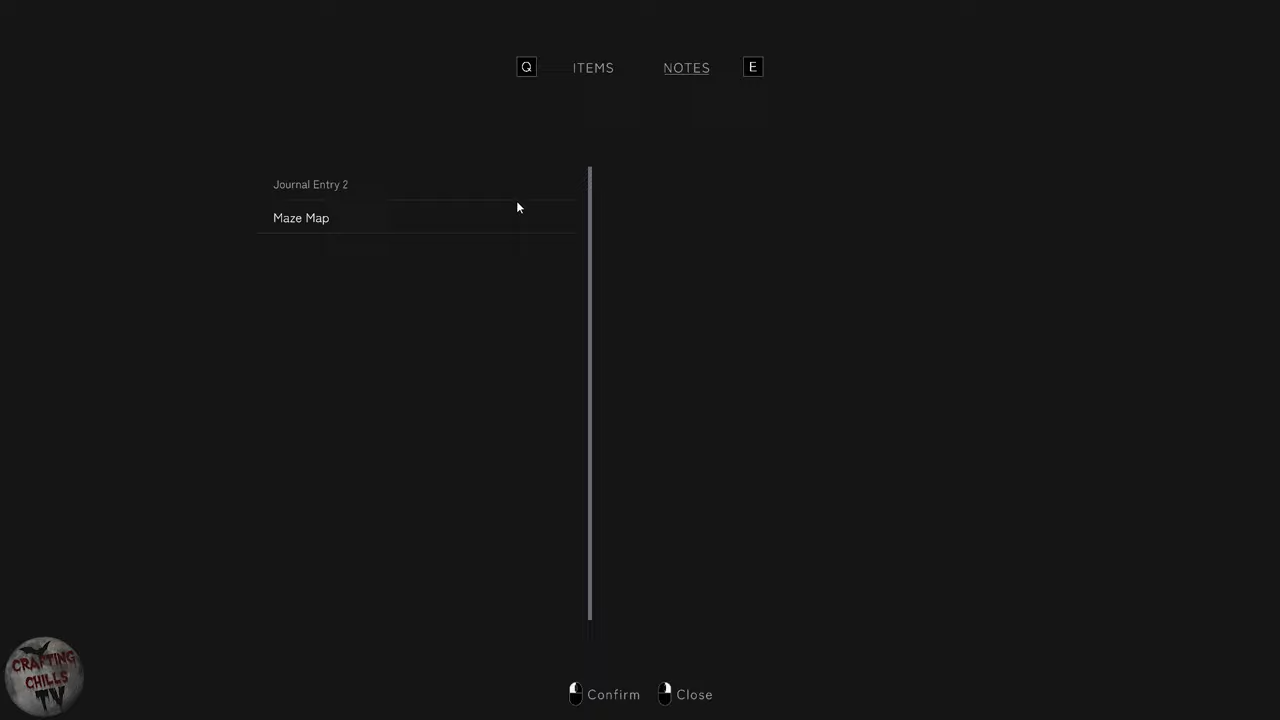 Q ITEMS NOTES E
Journal Entry 2
Maze Map
CRAFTING
CHILLS
TV
Confirm Close